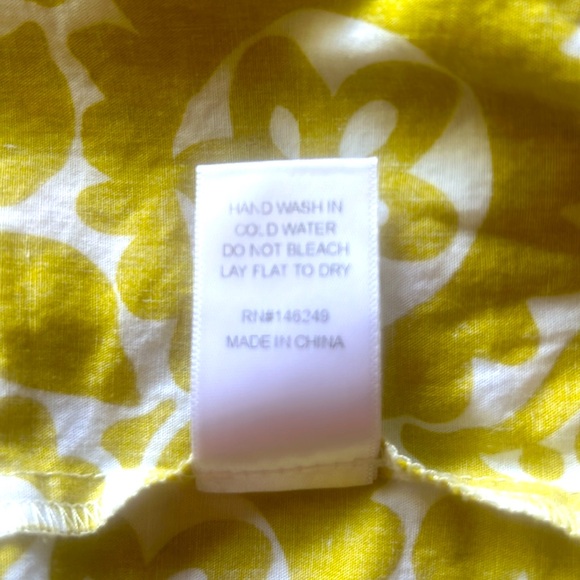 HAND WASH IN
COLD WATER
DO NOT BLEACH
LAY FLAT TO DRY
RN#146249
MADE IN CHINA